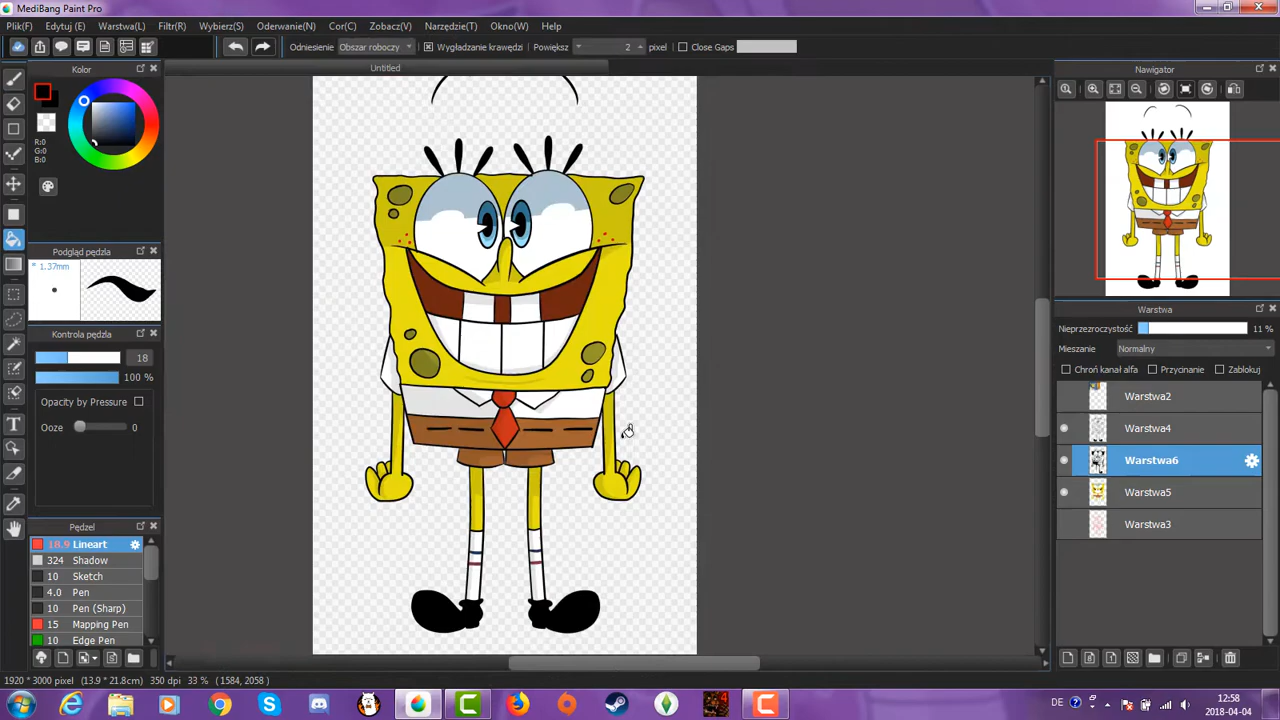 MediBang Paint Pro
Plik(F) Edytuj (E) Warstwa(L) Filtr(R) Wybierz(S) Oderwanie(N) Cor(C) Zobacz(V) Narzędzie(T) Okno(W) Help
Odniesienie Obszar roboczy Wygładzanie krawędzi Powiększ 2 pixel Close Gaps
Kolor
Untitled
Nawigator
R:0
G:0
B:0
Podgląd pędzla
* 1.37mm
Kontrola pędzla
18
100 %
Opacity by Pressure
Ooze 0
Pędzel
18.9 Lineart
324 Shadow
10 Sketch
4.0 Pen
10 Pen (Sharp)
15 Mapping Pen
10 Edge Pen
Warstwa
Nieprzezroczystość 11 %
Mieszanie Normalny
Chroń kanał alfa Przycinanie Zablokuj
Warstwa2
Warstwa4
Warstwa6
Warstwa5
Warstwa3
1920 * 3000 pixel (13.9 * 21.8cm) 350 dpi 33 % (1584, 2058)
DE 12:58
2018-04-04